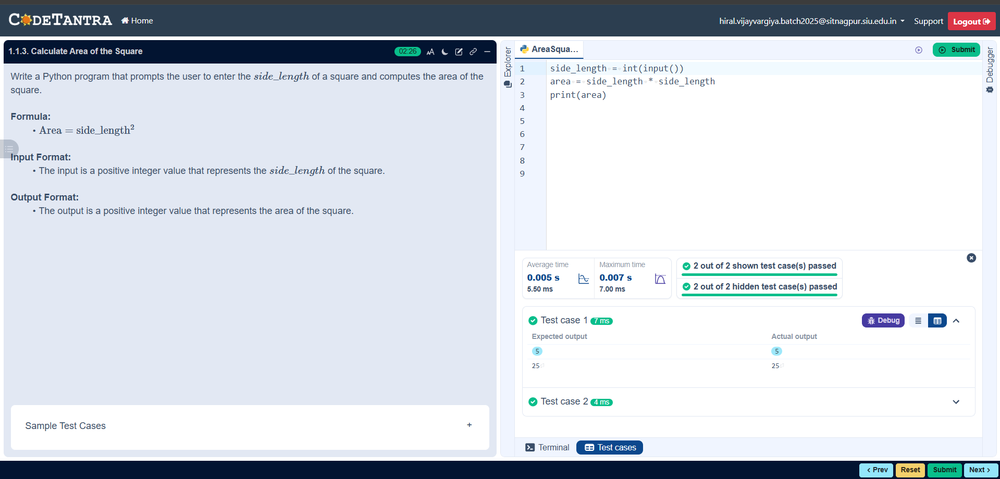 CODETANTRA Home hiral.vijayvargiya.batch2025@sitnagpur.siu.edu.in Support Logout
1.1.3. Calculate Area of the Square 02:26
Write a Python program that prompts the user to enter the side_length of a square and computes the area of the
square.
Formula:
• Area = side_length²
Input Format:
• The input is a positive integer value that represents the side_length of the square.
Output Format:
• The output is a positive integer value that represents the area of the square.
Sample Test Cases +
Explorer
AreaSqua...
Submit
Debugger
1 side_length = int(input())
2 area = side_length * side_length
3 print(area)
4
5
6
7
8
9
Average time
0.005 s
5.50 ms
Maximum time
0.007 s
7.00 ms
2 out of 2 shown test case(s) passed
2 out of 2 hidden test case(s) passed
Test case 1 7 ms
Debug
Expected output Actual output
5 5
25 25
Test case 2 4 ms
Terminal Test cases
< Prev Reset Submit Next >